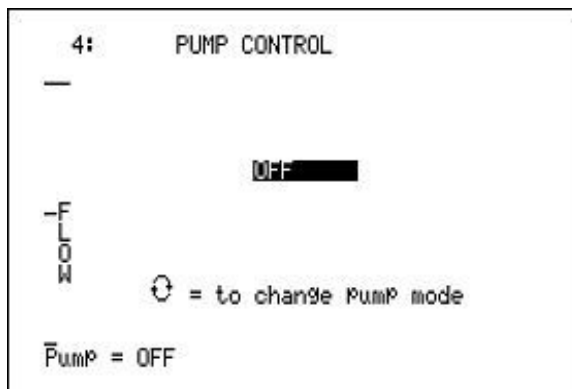 4: PUMP CONTROL
OFF
-F
L
O
W
= to change pump mode
Pump = OFF